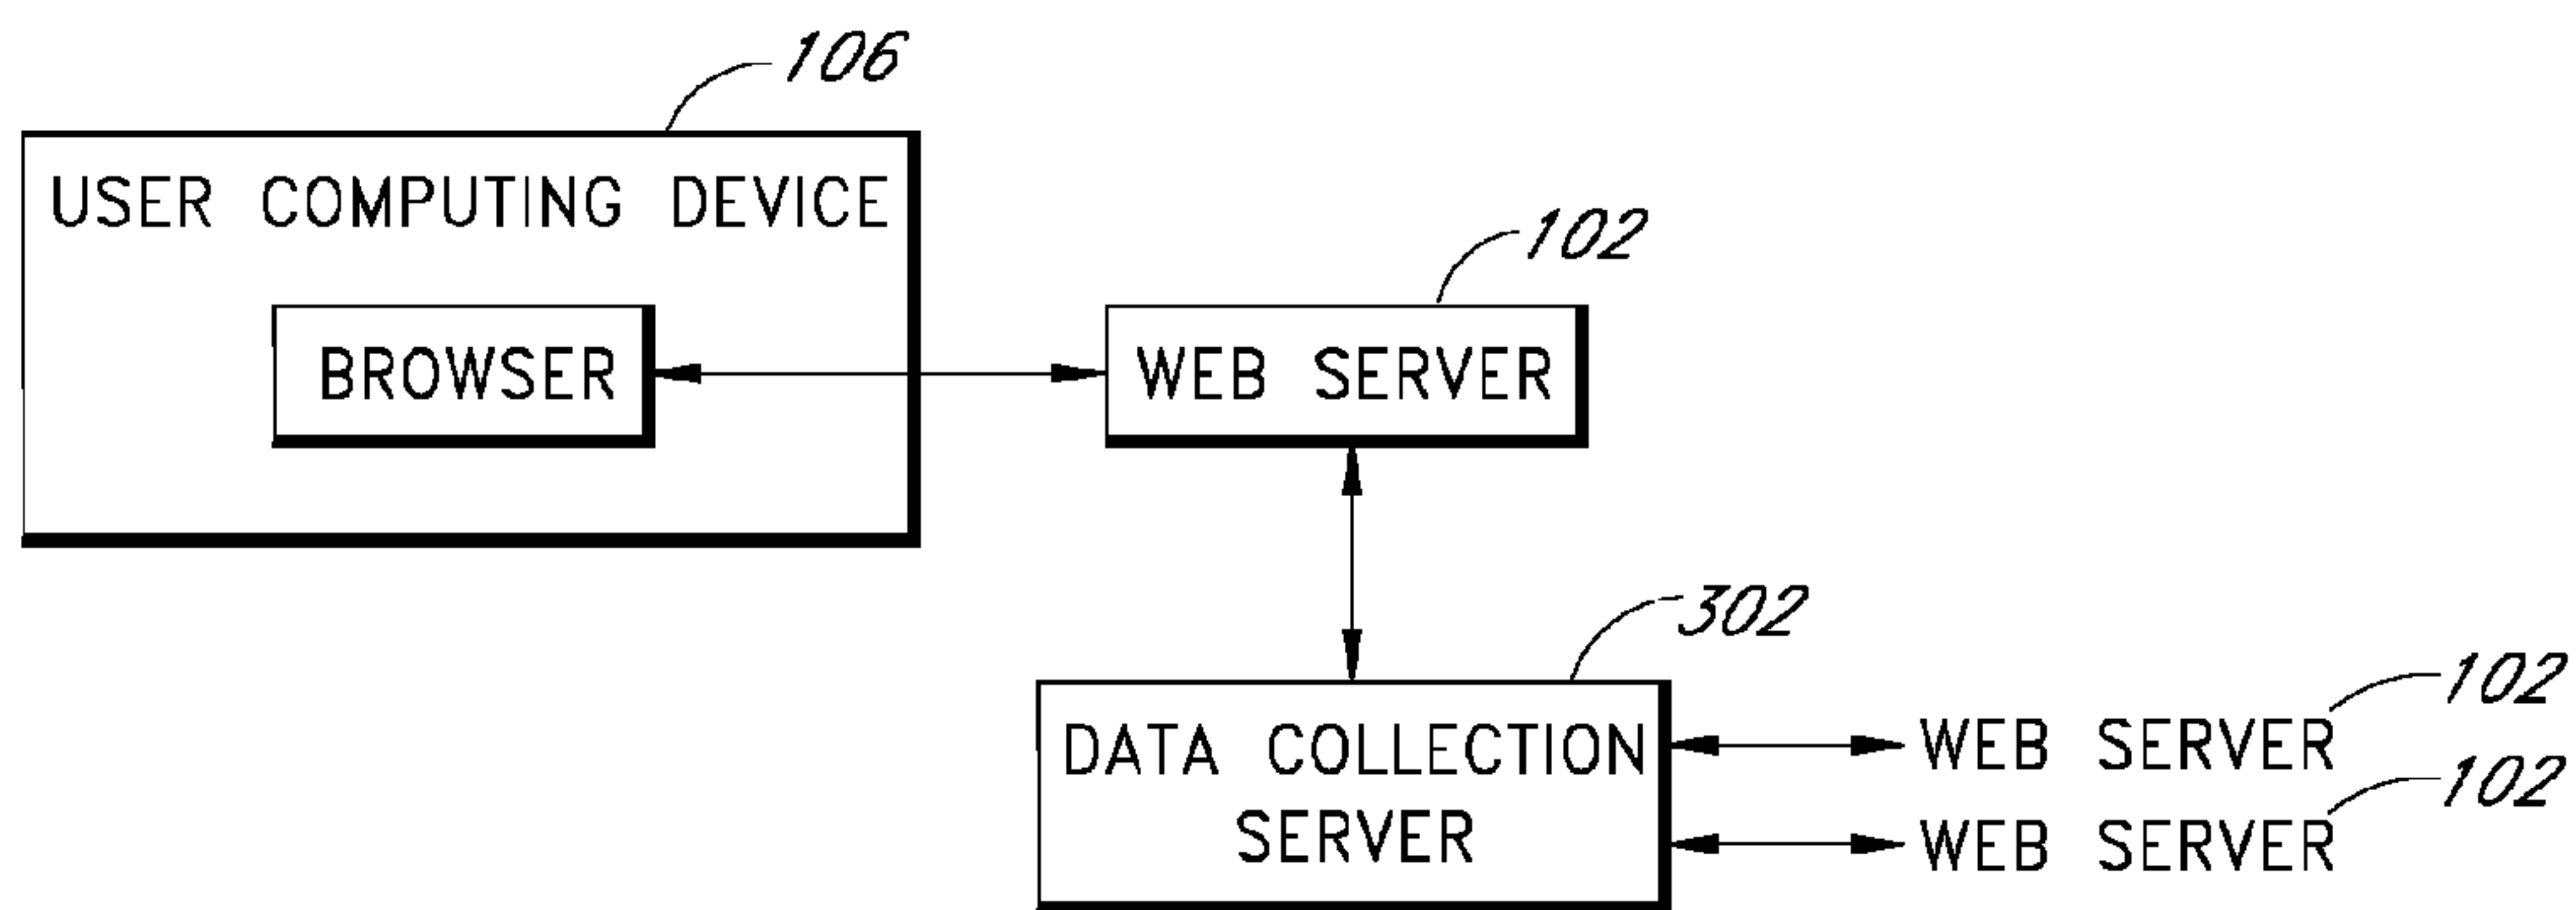 106
USER COMPUTING DEVICE
102
BROWSER
WEB SERVER
302
102
DATA COLLECTION
SERVER
WEB SERVER
102
WEB SERVER